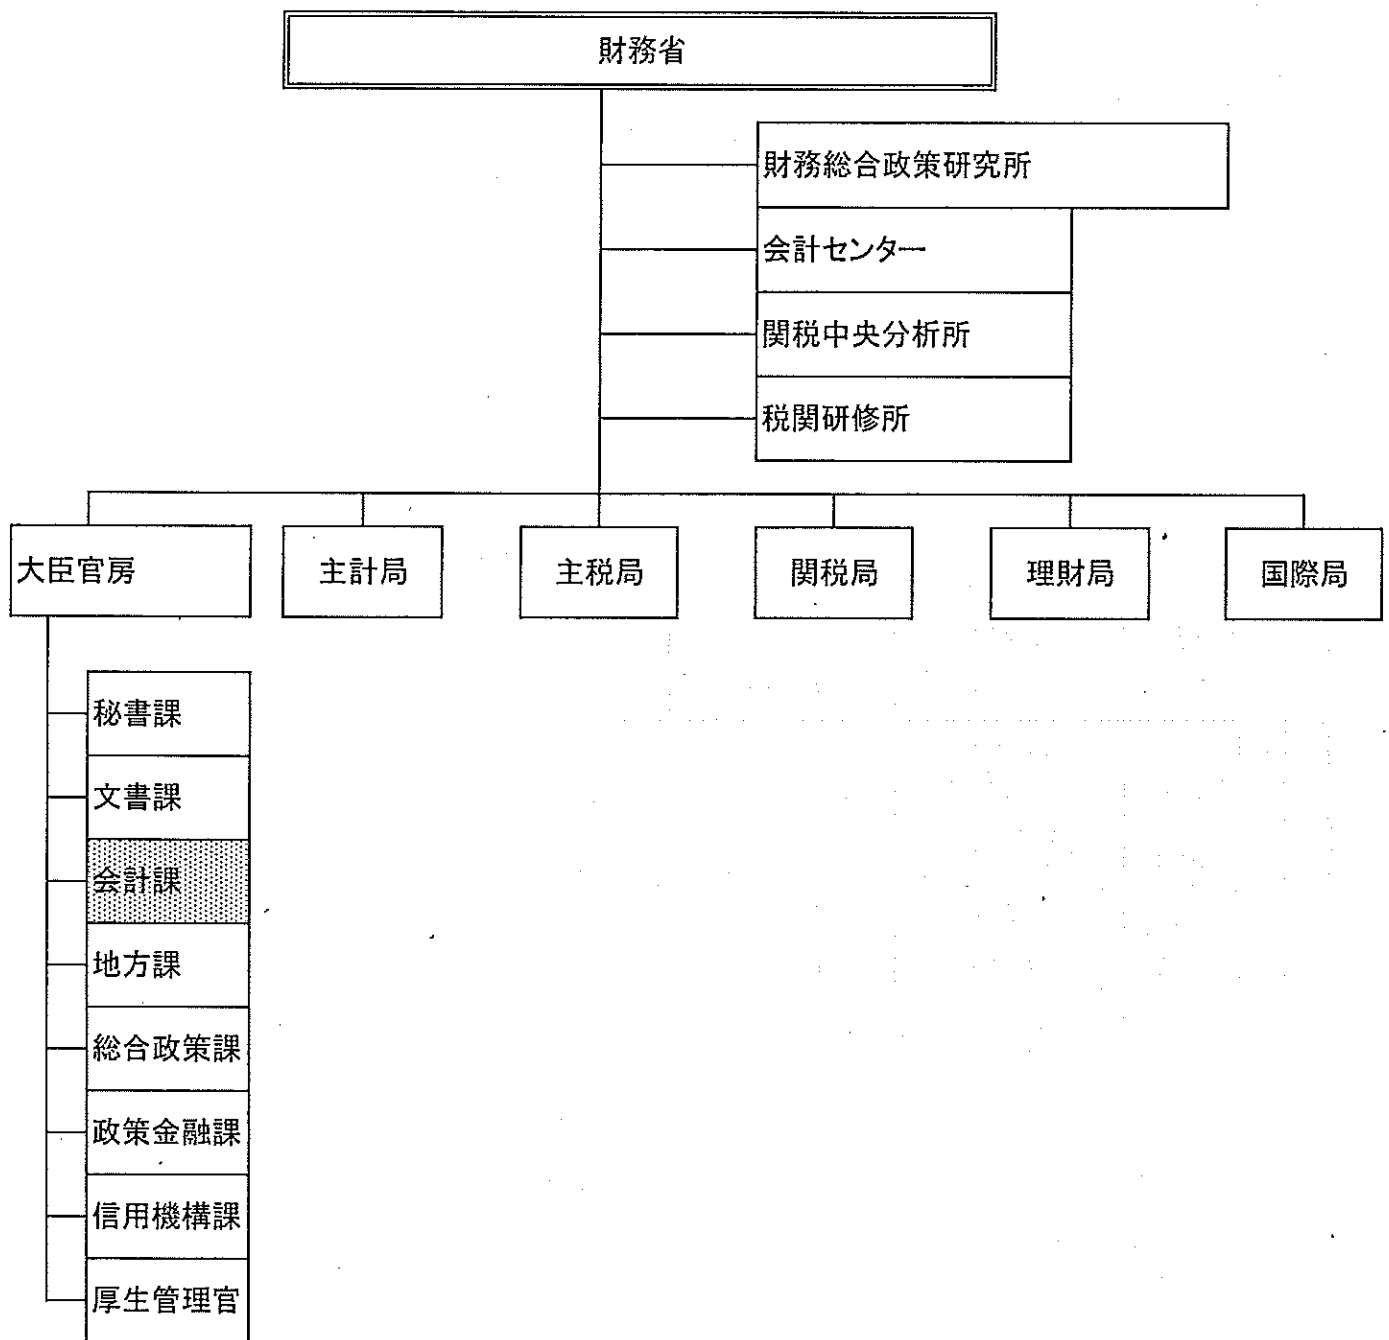 財務省
財務総合政策研究所
会計センター
関税中央分析所
税関研修所
大臣官房
主計局
主税局
関税局
理財局
国際局
秘書課
文書課
会計課
地方課
総合政策課
政策金融課
信用機構課
厚生管理官